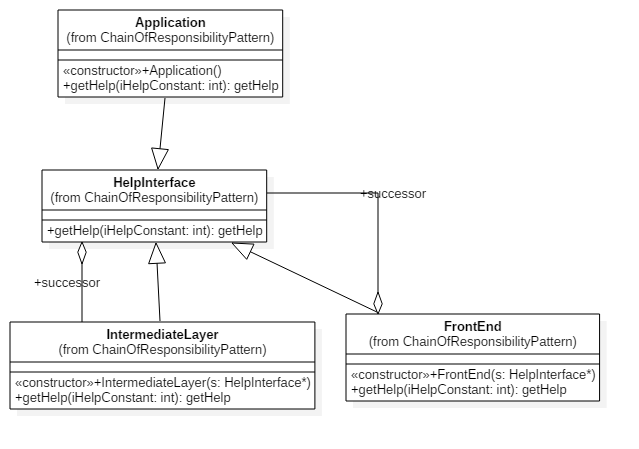 Application
(from ChainOfResponsibilityPattern)
«constructor»+Application()
+getHelp(iHelpConstant: int): getHelp
HelpInterface
(from ChainOfResponsibilityPattern)
+successor
+getHelp(iHelpConstant: int): getHelp
+successor
IntermediateLayer
(from ChainOfResponsibilityPattern)
«constructor»+IntermediateLayer(s: HelpInterface*)
+getHelp(iHelpConstant: int): getHelp
FrontEnd
(from ChainOfResponsibilityPattern)
«constructor»+FrontEnd(s: HelpInterface*)
+getHelp(iHelpConstant: int): getHelp